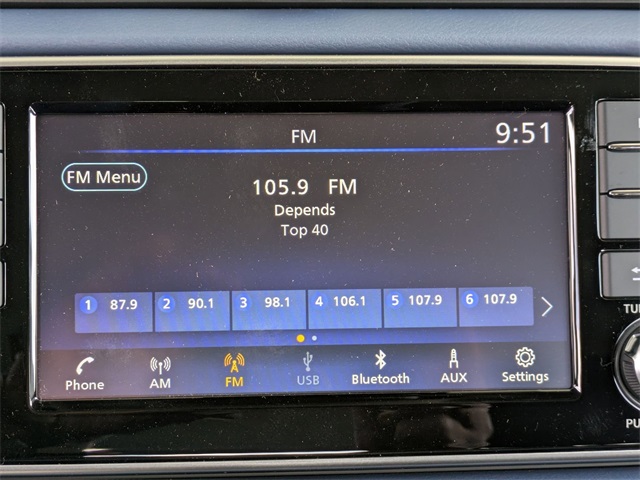 FM 9:51
FM Menu
105.9 FM
Depends
Top 40
1 87.9 2 90.1 3 98.1 4 106.1 5 107.9 6 107.9
Phone AM FM USB Bluetooth AUX Settings